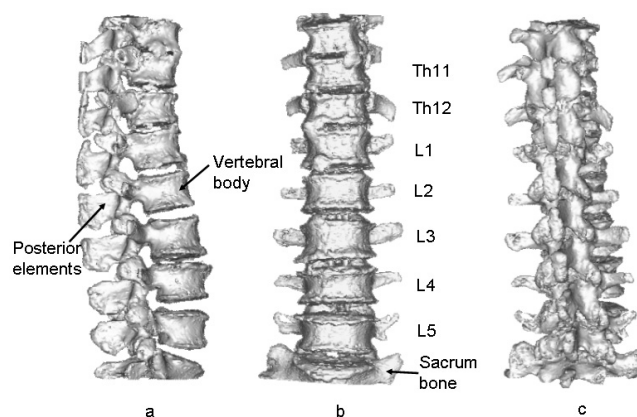 Th11
Th12
L1
Vertebral
body
L2
Posterior
elements
L3
L4
L5
Sacrum
bone
a
b
c